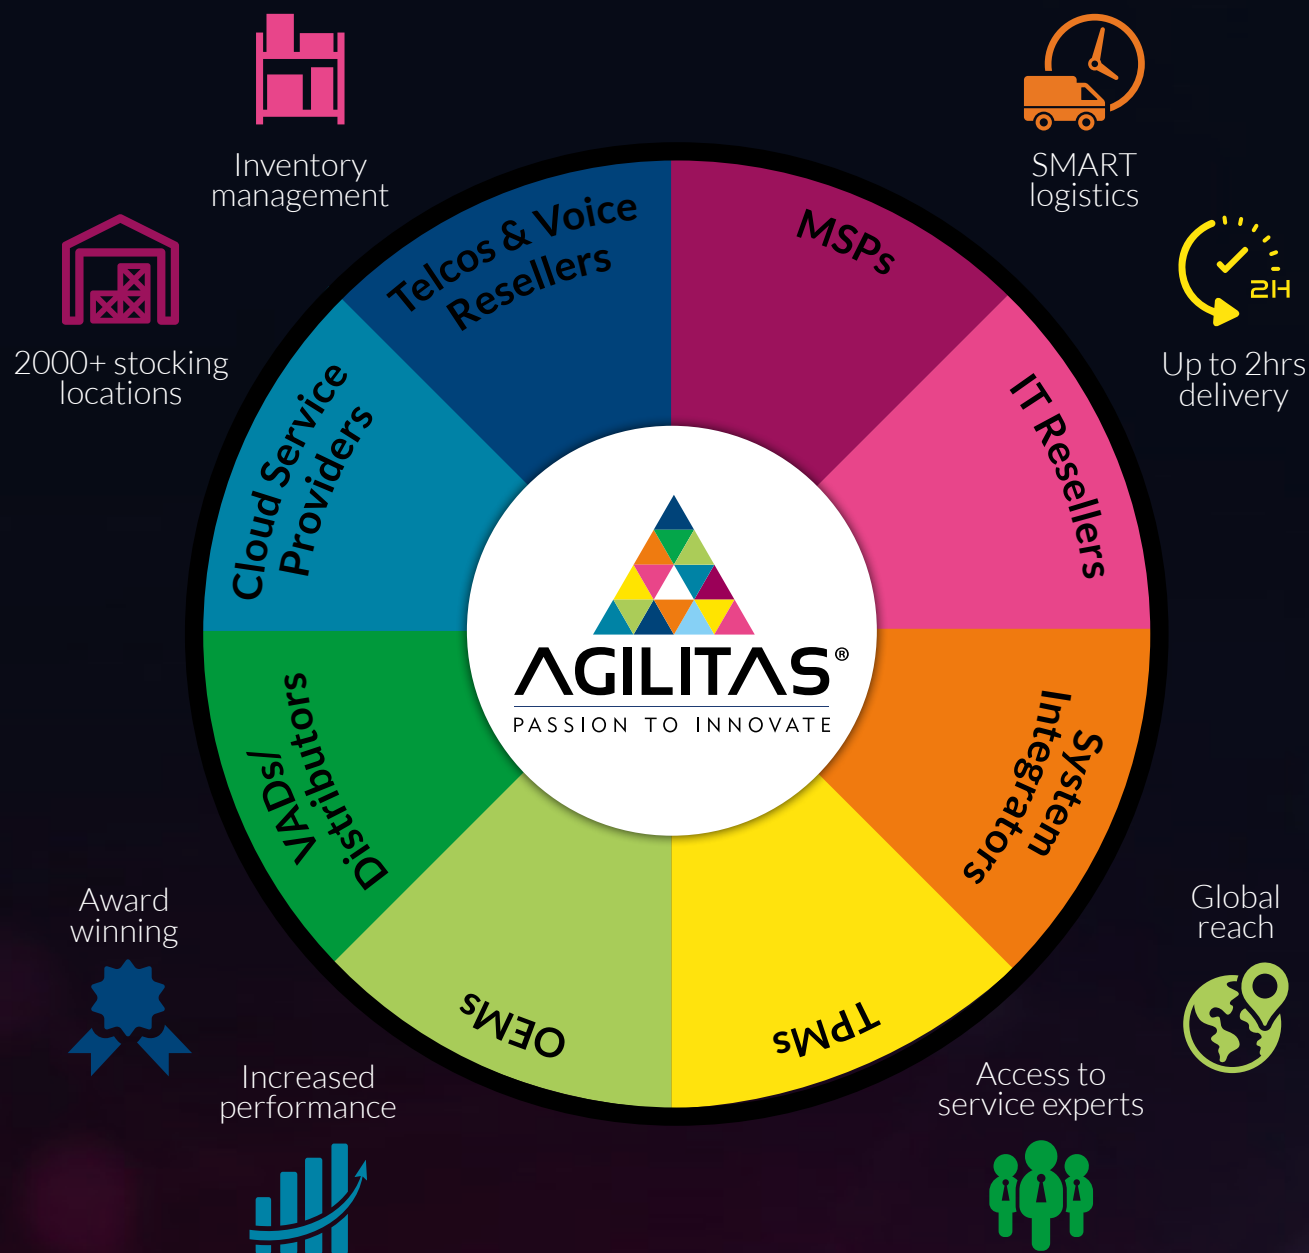 Inventory
management
SMART
logistics
2H
Up to 2hrs
delivery
2000+ stocking
locations
Telcos & Voice
Resellers
MSPs
IT Resellers
System
Integrators
TPMs
OEMs
VADs/
Distributors
Cloud Service
Providers
AGILITAS®
PASSION TO INNOVATE
Award
winning
Global
reach
Increased
performance
Access to
service experts